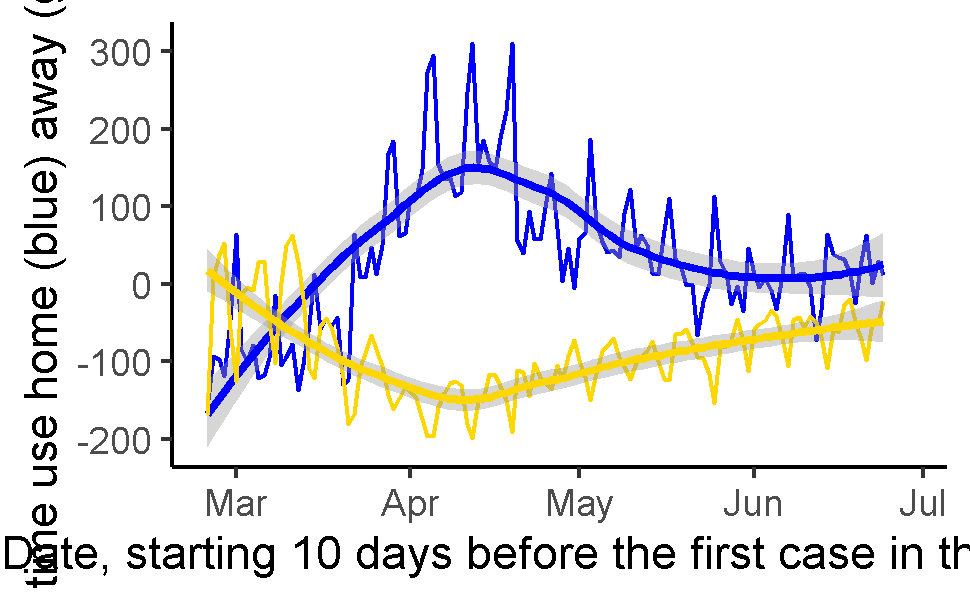 time use home (blue) away (
300
200
100
0
-100
-200
Mar Apr May Jun Jul
Date, starting 10 days before the first case in th